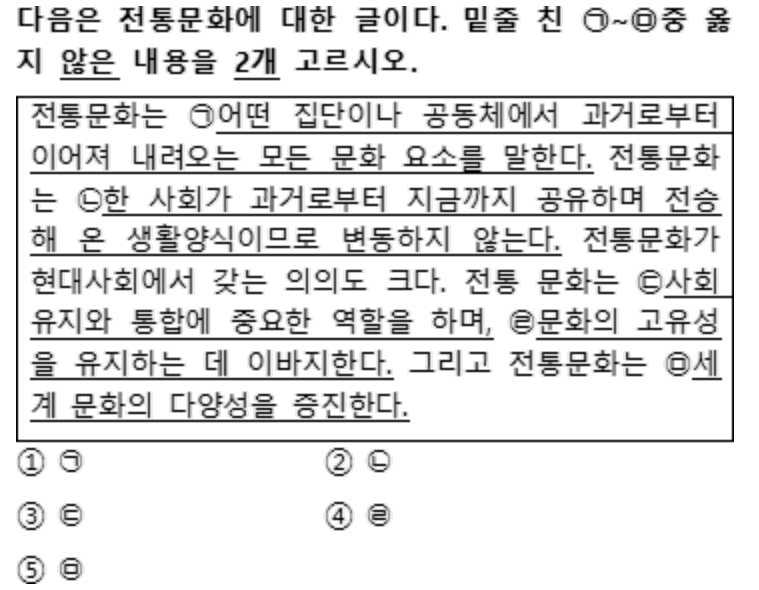 다음은 전통문화에 대한 글이다. 밑줄 친 ㉠~㉤중 옳
지 않은 내용을 2개 고르시오.
전통문화는 ㉠어떤 집단이나 공동체에서 과거로부터
이어져 내려오는 모든 문화 요소를 말한다. 전통문화
는 ㉡한 사회가 과거로부터 지금까지 공유하며 전승
해 온 생활양식이므로 변동하지 않는다. 전통문화가
현대사회에서 갖는 의의도 크다. 전통 문화는 ㉢사회
유지와 통합에 중요한 역할을 하며, ㉣문화의 고유성
을 유지하는 데 이바지한다. 그리고 전통문화는 ㉤세
계 문화의 다양성을 증진한다.
① ㉠ ② ㉡
③ ㉢ ④ ㉣
⑤ ㉤